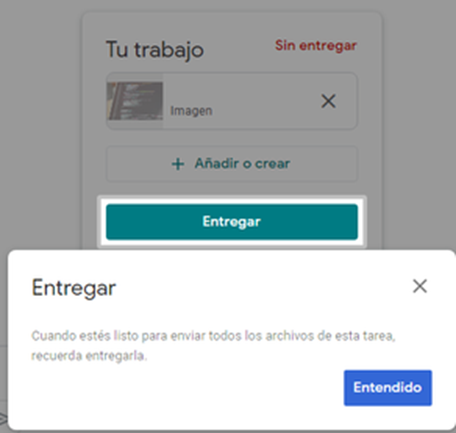 Tu trabajo
Sin entregar
Imagen
+ Añadir o crear
Entregar
Entregar
Cuando estés listo para enviar todos los archivos de esta tarea,
recuerda entregarla.
Entendido